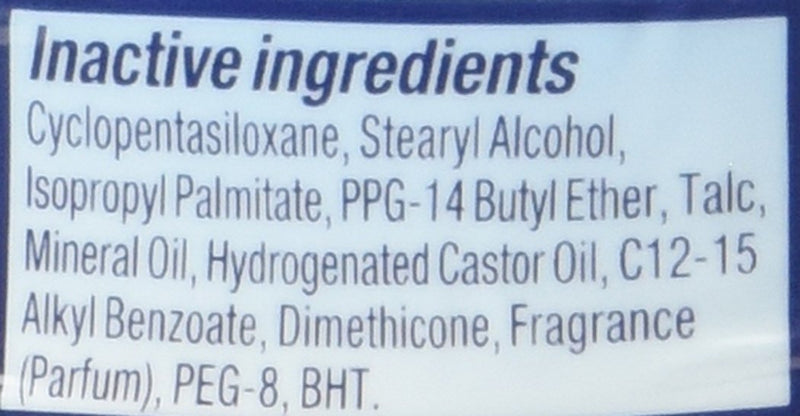 Inactive ingredients
Cyclopentasiloxane, Stearyl Alcohol,
Isopropyl Palmitate, PPG-14 Butyl Ether, Talc,
Mineral Oil, Hydrogenated Castor Oil, C12-15
Alkyl Benzoate, Dimethicone, Fragrance
(Parfum), PEG-8, BHT.